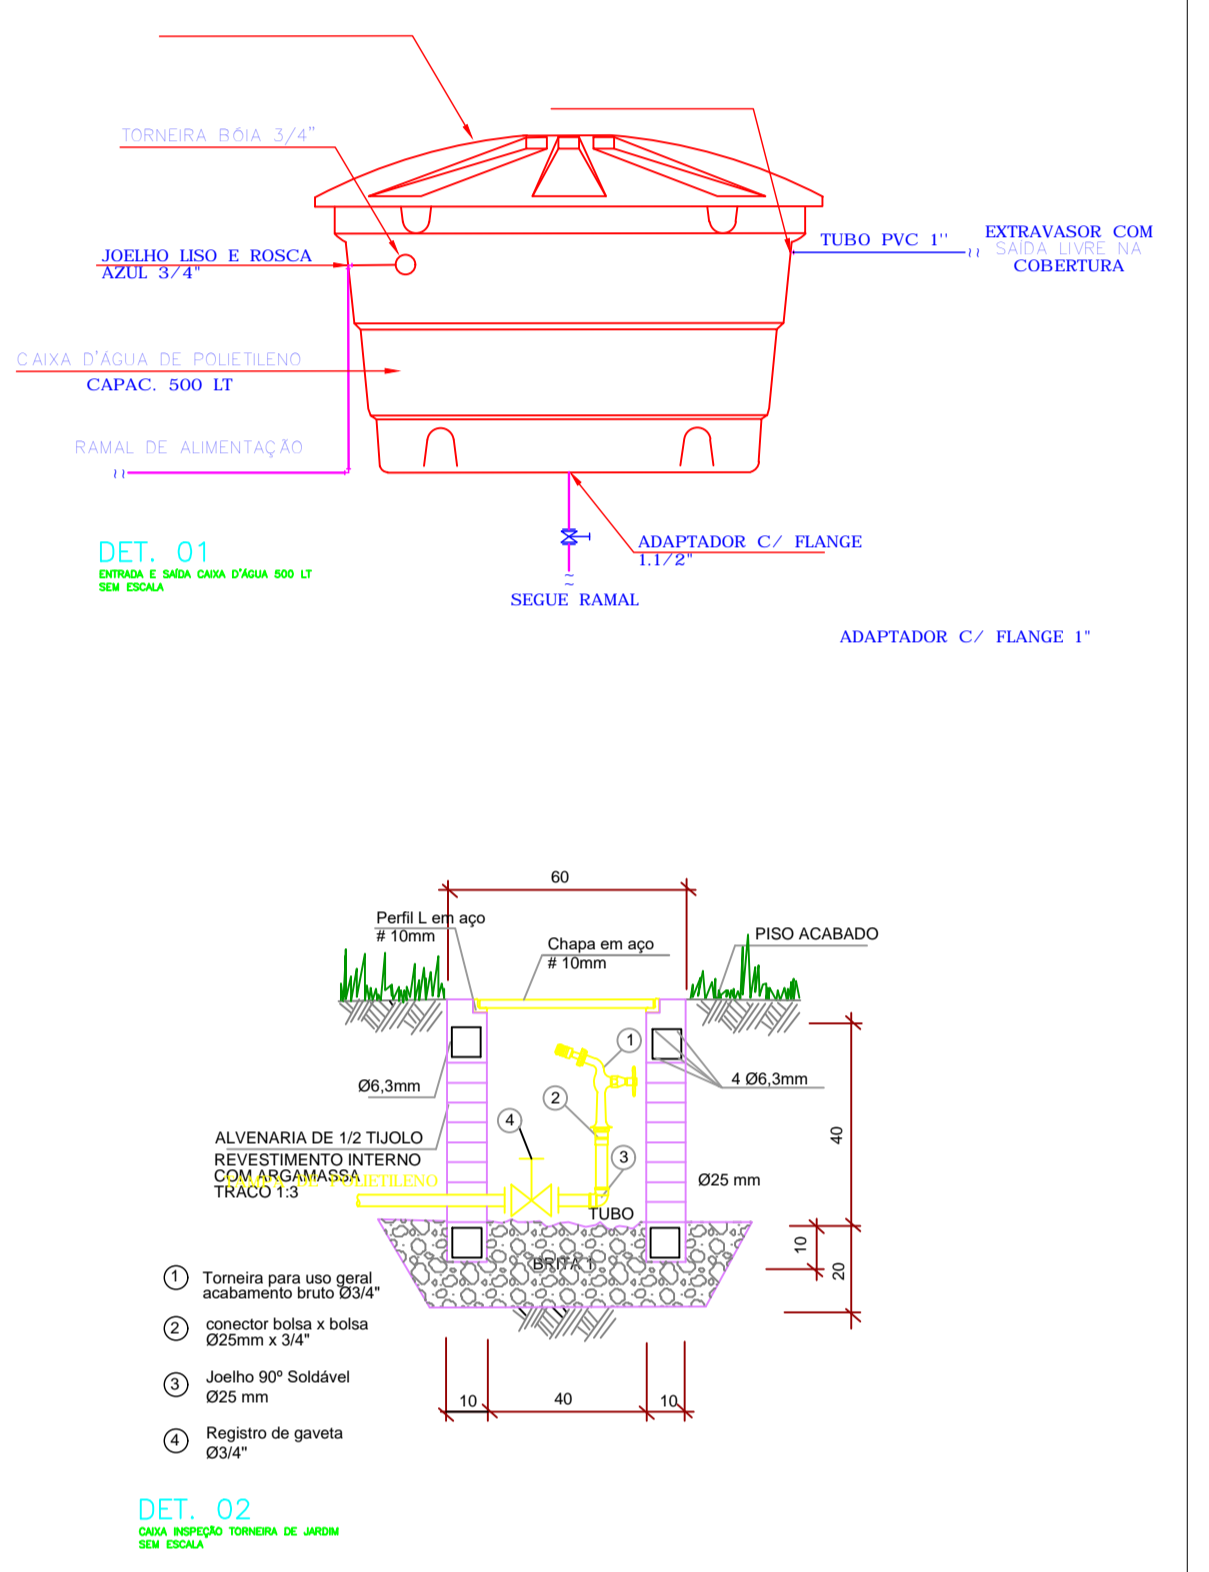 TORNEIRA BÓIA 3/4"
JOELHO LISO E ROSCA
AZUL 3/4"
TUBO PVC 1''
EXTRAVASOR COM
SAÍDA LIVRE NA
COBERTURA
CAIXA D'ÁGUA DE POLIETILENO
CAPAC. 500 LT
RAMAL DE ALIMENTAÇÃO
ADAPTADOR C/ FLANGE
1.1/2"
SEGUE RAMAL
DET. 01
ENTRADA E SAÍDA CAIXA D'ÁGUA 500 LT
SEM ESCALA
ADAPTADOR C/ FLANGE 1"
60
Perfil L em aço
# 10mm
Chapa em aço
# 10mm
PISO ACABADO
1
Ø6,3mm
4 Ø6,3mm
2
4
40
ALVENARIA DE 1/2 TIJOLO
REVESTIMENTO INTERNO
COM ARGAMASSA
TRACO 1:3
TAMPA DE POLIETILENO
3
Ø25 mm
TUBO
BRITA 1
10
20
1 Torneira para uso geral
acabamento bruto Ø3/4"
2 conector bolsa x bolsa
Ø25mm x 3/4"
3 Joelho 90º Soldável
Ø25 mm
4 Registro de gaveta
Ø3/4"
10
40
10
DET. 02
CAIXA INSPEÇÃO TORNEIRA DE JARDIM
SEM ESCALA